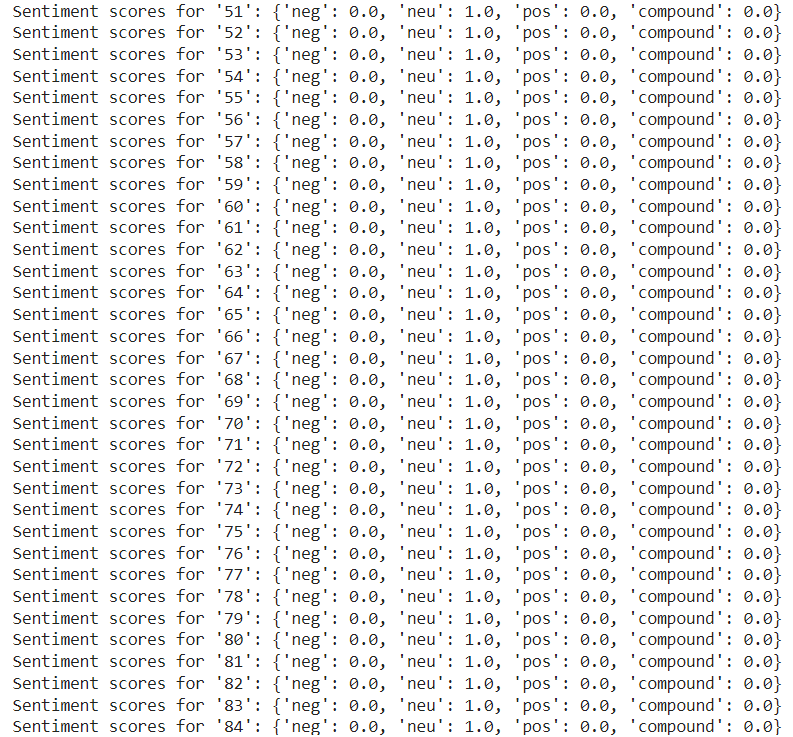 Sentiment scores for '51': {'neg': 0.0, 'neu': 1.0, 'pos': 0.0, 'compound': 0.0}
Sentiment scores for '52': {'neg': 0.0, 'neu': 1.0, 'pos': 0.0, 'compound': 0.0}
Sentiment scores for '53': {'neg': 0.0, 'neu': 1.0, 'pos': 0.0, 'compound': 0.0}
Sentiment scores for '54': {'neg': 0.0, 'neu': 1.0, 'pos': 0.0, 'compound': 0.0}
Sentiment scores for '55': {'neg': 0.0, 'neu': 1.0, 'pos': 0.0, 'compound': 0.0}
Sentiment scores for '56': {'neg': 0.0, 'neu': 1.0, 'pos': 0.0, 'compound': 0.0}
Sentiment scores for '57': {'neg': 0.0, 'neu': 1.0, 'pos': 0.0, 'compound': 0.0}
Sentiment scores for '58': {'neg': 0.0, 'neu': 1.0, 'pos': 0.0, 'compound': 0.0}
Sentiment scores for '59': {'neg': 0.0, 'neu': 1.0, 'pos': 0.0, 'compound': 0.0}
Sentiment scores for '60': {'neg': 0.0, 'neu': 1.0, 'pos': 0.0, 'compound': 0.0}
Sentiment scores for '61': {'neg': 0.0, 'neu': 1.0, 'pos': 0.0, 'compound': 0.0}
Sentiment scores for '62': {'neg': 0.0, 'neu': 1.0, 'pos': 0.0, 'compound': 0.0}
Sentiment scores for '63': {'neg': 0.0, 'neu': 1.0, 'pos': 0.0, 'compound': 0.0}
Sentiment scores for '64': {'neg': 0.0, 'neu': 1.0, 'pos': 0.0, 'compound': 0.0}
Sentiment scores for '65': {'neg': 0.0, 'neu': 1.0, 'pos': 0.0, 'compound': 0.0}
Sentiment scores for '66': {'neg': 0.0, 'neu': 1.0, 'pos': 0.0, 'compound': 0.0}
Sentiment scores for '67': {'neg': 0.0, 'neu': 1.0, 'pos': 0.0, 'compound': 0.0}
Sentiment scores for '68': {'neg': 0.0, 'neu': 1.0, 'pos': 0.0, 'compound': 0.0}
Sentiment scores for '69': {'neg': 0.0, 'neu': 1.0, 'pos': 0.0, 'compound': 0.0}
Sentiment scores for '70': {'neg': 0.0, 'neu': 1.0, 'pos': 0.0, 'compound': 0.0}
Sentiment scores for '71': {'neg': 0.0, 'neu': 1.0, 'pos': 0.0, 'compound': 0.0}
Sentiment scores for '72': {'neg': 0.0, 'neu': 1.0, 'pos': 0.0, 'compound': 0.0}
Sentiment scores for '73': {'neg': 0.0, 'neu': 1.0, 'pos': 0.0, 'compound': 0.0}
Sentiment scores for '74': {'neg': 0.0, 'neu': 1.0, 'pos': 0.0, 'compound': 0.0}
Sentiment scores for '75': {'neg': 0.0, 'neu': 1.0, 'pos': 0.0, 'compound': 0.0}
Sentiment scores for '76': {'neg': 0.0, 'neu': 1.0, 'pos': 0.0, 'compound': 0.0}
Sentiment scores for '77': {'neg': 0.0, 'neu': 1.0, 'pos': 0.0, 'compound': 0.0}
Sentiment scores for '78': {'neg': 0.0, 'neu': 1.0, 'pos': 0.0, 'compound': 0.0}
Sentiment scores for '79': {'neg': 0.0, 'neu': 1.0, 'pos': 0.0, 'compound': 0.0}
Sentiment scores for '80': {'neg': 0.0, 'neu': 1.0, 'pos': 0.0, 'compound': 0.0}
Sentiment scores for '81': {'neg': 0.0, 'neu': 1.0, 'pos': 0.0, 'compound': 0.0}
Sentiment scores for '82': {'neg': 0.0, 'neu': 1.0, 'pos': 0.0, 'compound': 0.0}
Sentiment scores for '83': {'neg': 0.0, 'neu': 1.0, 'pos': 0.0, 'compound': 0.0}
Sentiment scores for '84': {'neg': 0.0, 'neu': 1.0, 'pos': 0.0, 'compound': 0.0}